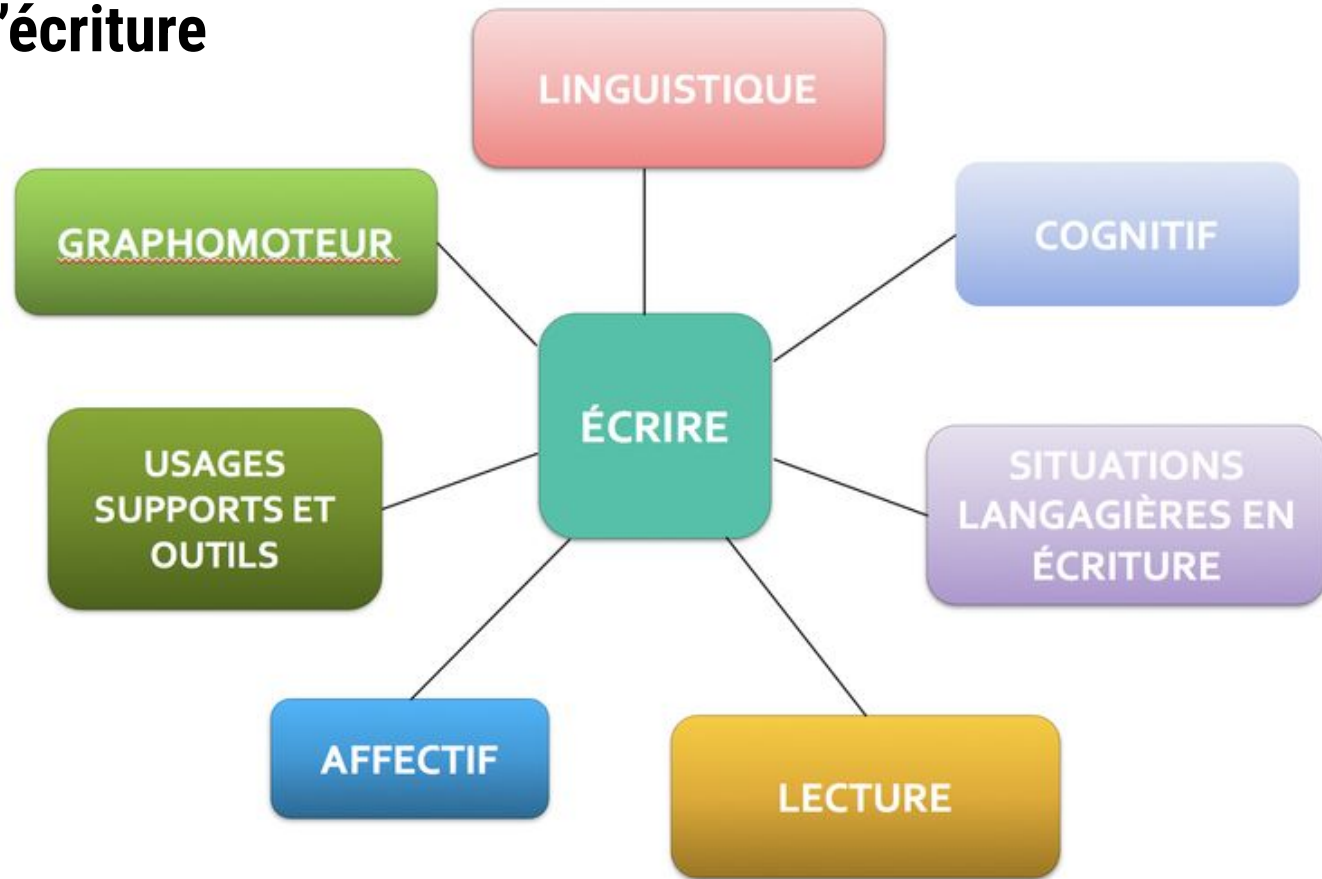 ’écriture
LINGUISTIQUE
GRAPHOMOTEUR
COGNITIF
ÉCRIRE
USAGES
SUPPORTS ET
OUTILS
SITUATIONS
LANGAGIÈRES EN
ÉCRITURE
AFFECTIF
LECTURE